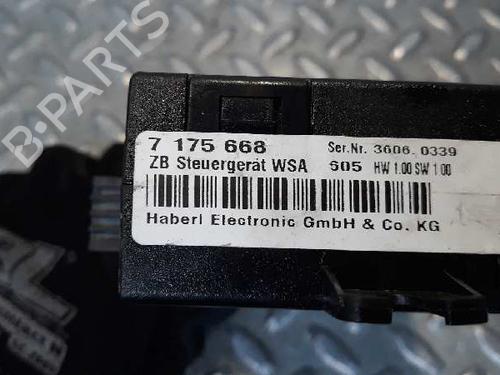 B-Parts
7 175 668 Ser.Nr. 3606.0339
ZB Steuergerät WSA 605 HW 1.00 SW 1 00
Haberl Electronic GmbH & Co. KG